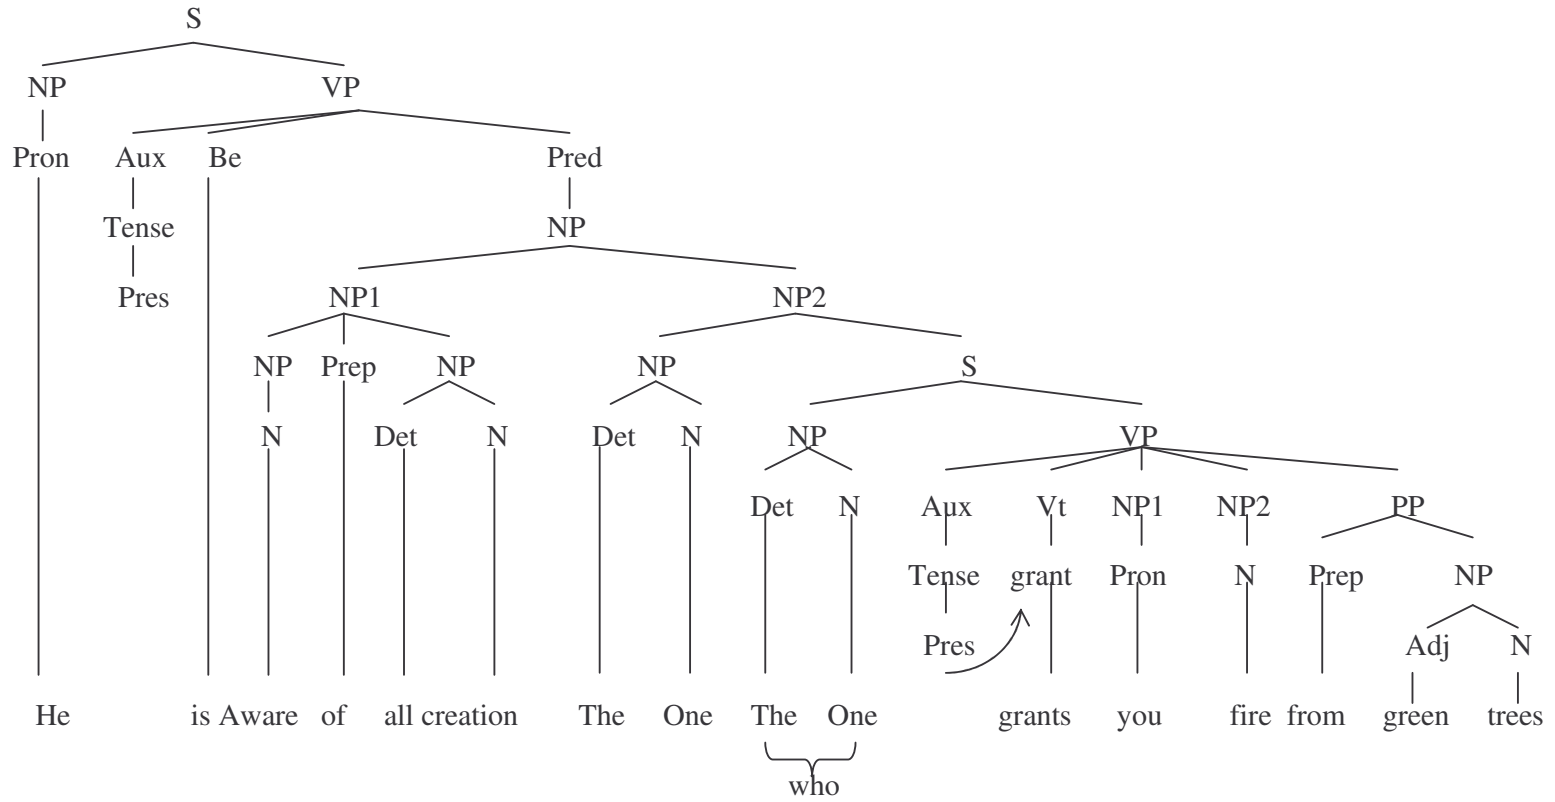 S
NP VP
Pron Aux Be Pred
Tense NP
Pres NP1 NP2
NP Prep NP NP S
N Det N Det N NP VP
Det N Aux Vt NP1 NP2 PP
Tense grant Pron N Prep NP
Pres Adj N
He is Aware of all creation The One The One grants you fire from green trees
who